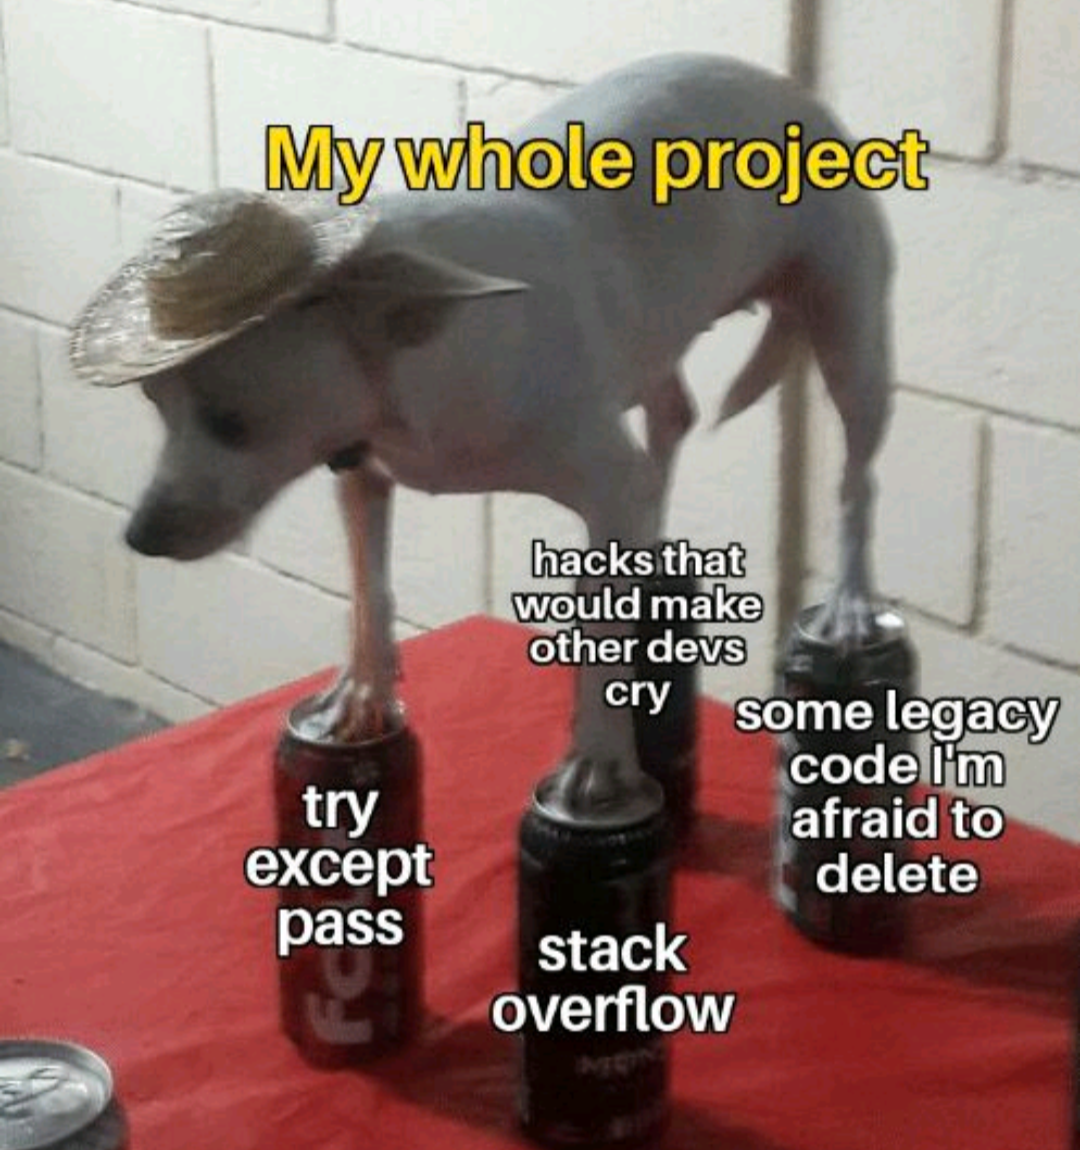 My whole project
hacks that
would make
other devs
cry
some legacy
code I'm
afraid to
delete
try
except
pass
stack
overflow